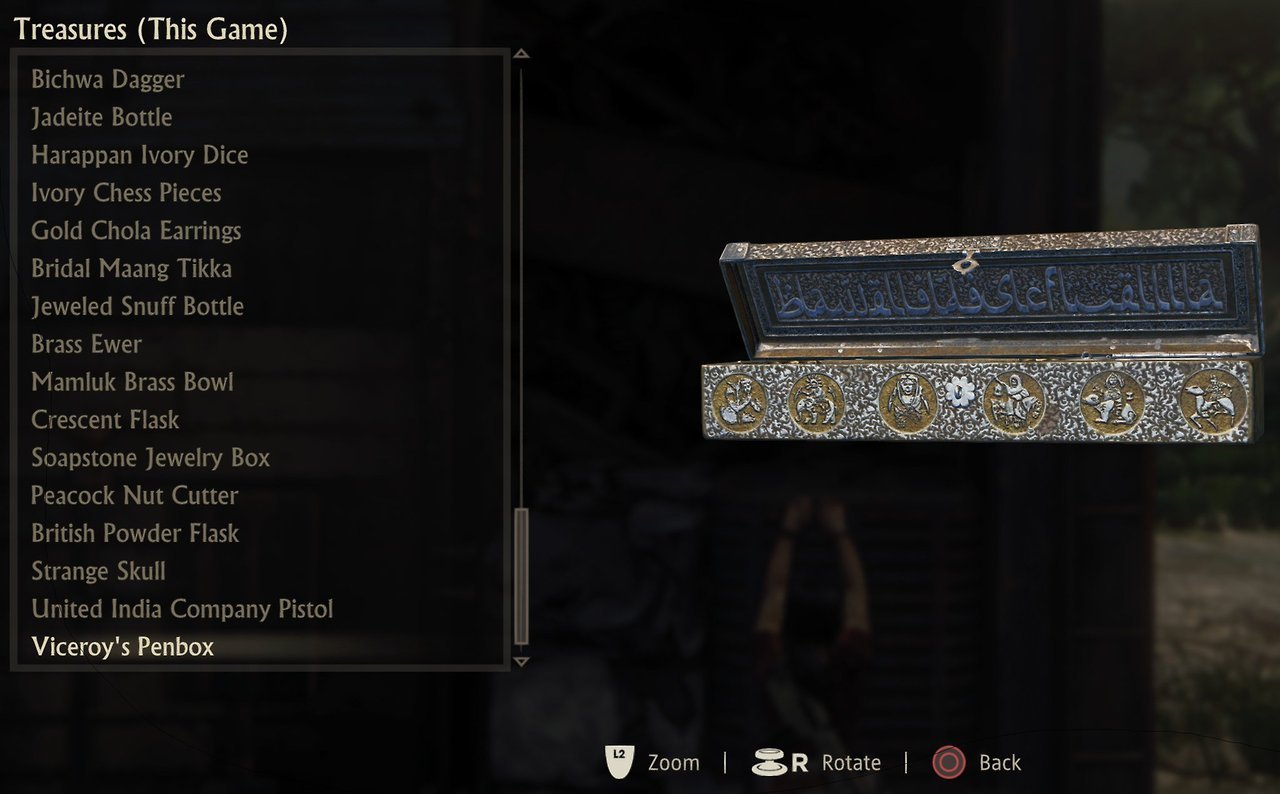 Treasures (This Game)
Bichwa Dagger
Jadeite Bottle
Harappan Ivory Dice
Ivory Chess Pieces
Gold Chola Earrings
Bridal Maang Tikka
Jeweled Snuff Bottle
Brass Ewer
Mamluk Brass Bowl
Crescent Flask
Soapstone Jewelry Box
Peacock Nut Cutter
British Powder Flask
Strange Skull
United India Company Pistol
Viceroy's Penbox
L2 Zoom | R Rotate | Back